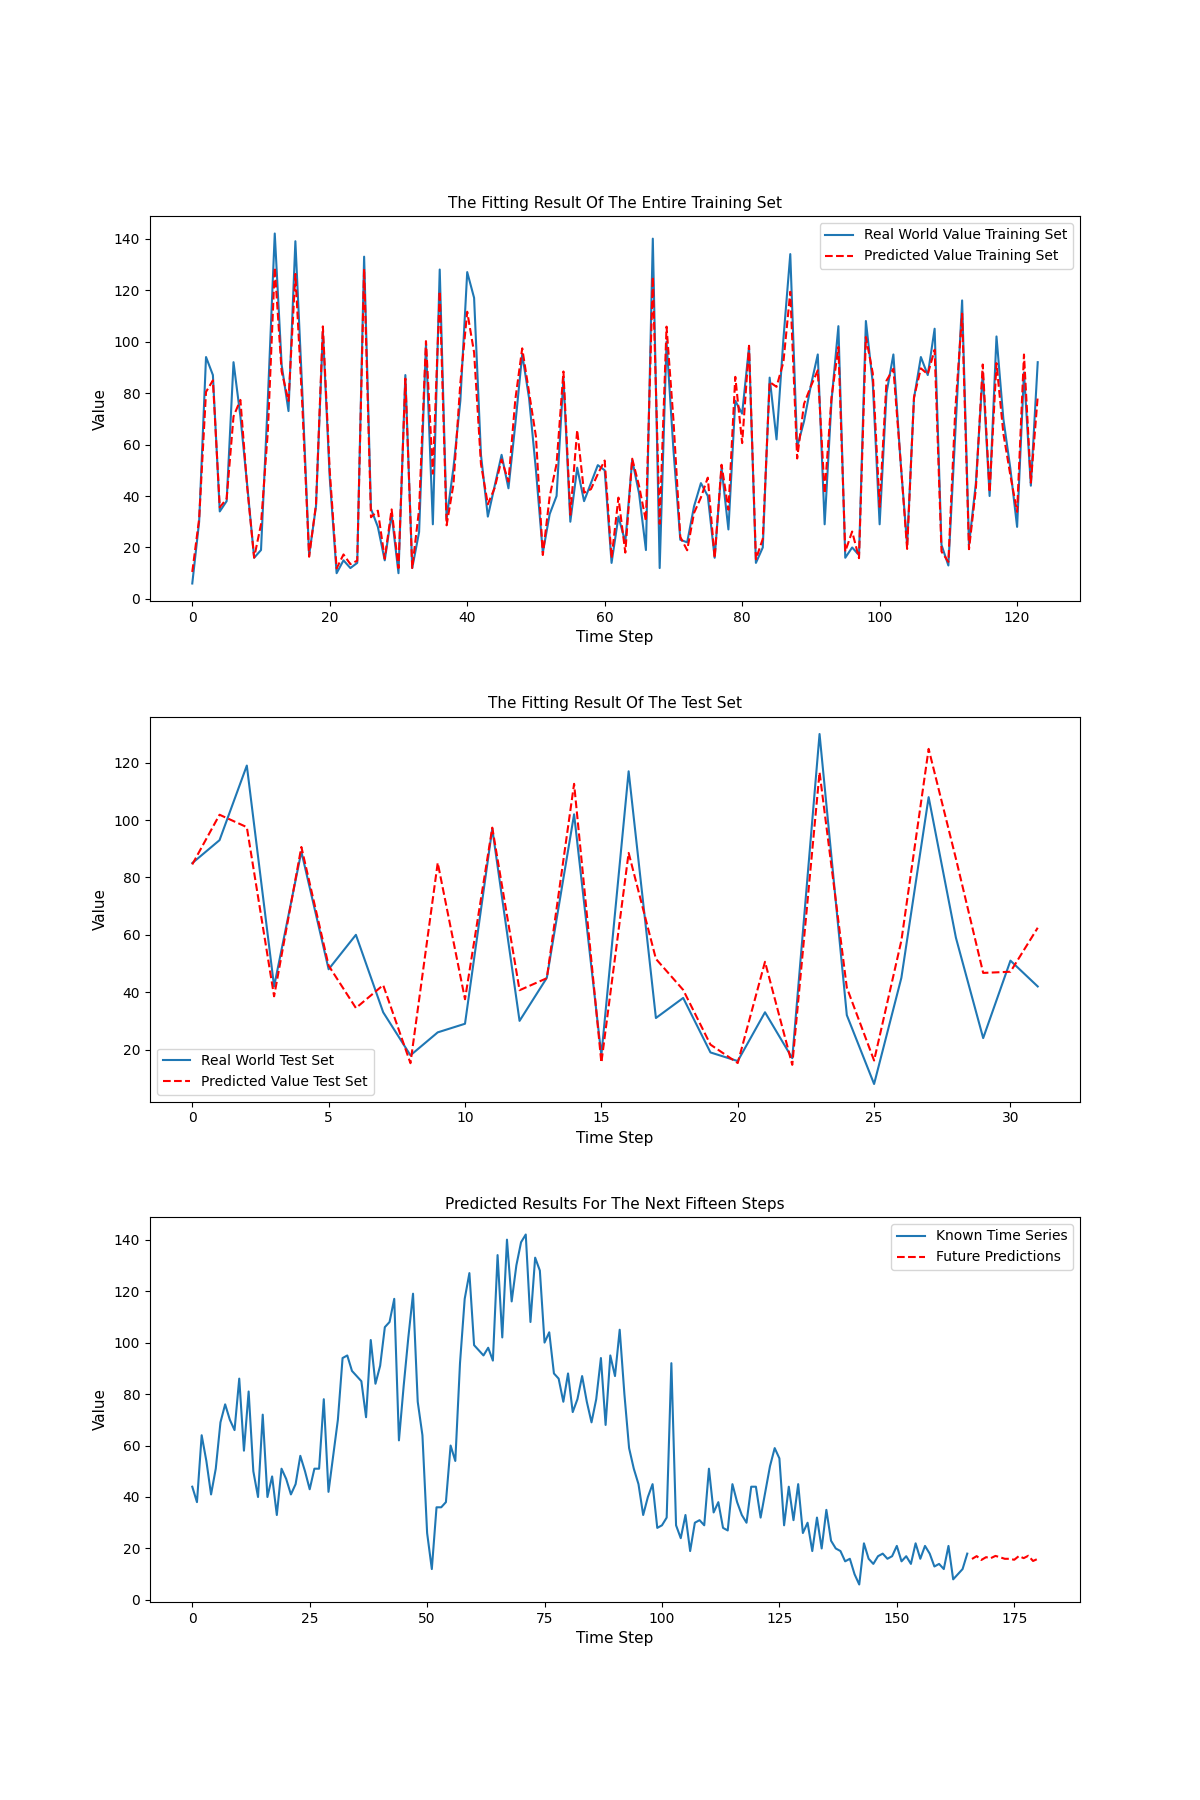 The Fitting Result Of The Entire Training Set
Real World Value Training Set
Predicted Value Training Set
Value
140
120
100
80
60
40
20
0
0 20 40 60 80 100 120
Time Step
The Fitting Result Of The Test Set
Value
120
100
80
60
40
20
Real World Test Set
Predicted Value Test Set
0 5 10 15 20 25 30
Time Step
Predicted Results For The Next Fifteen Steps
Known Time Series
Future Predictions
Value
140
120
100
80
60
40
20
0
0 25 50 75 100 125 150 175
Time Step